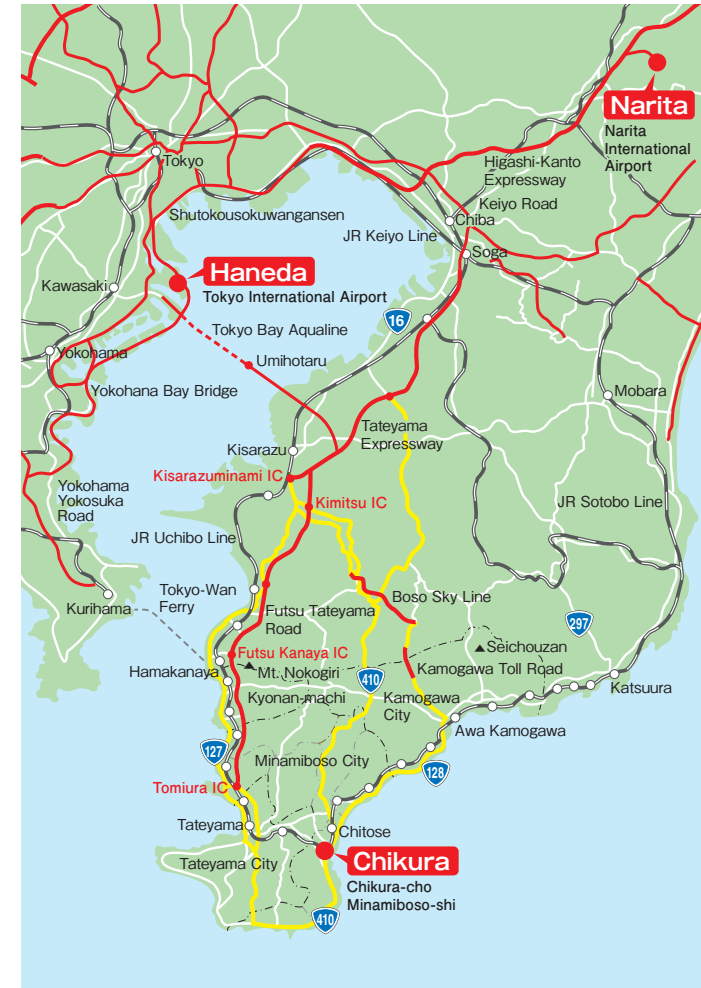 Narita
Narita
International
Airport
Tokyo
Higashi-Kanto
Expressway
Keiyo Road
Shutokousokuwangansen
Chiba
JR Keiyo Line
Soga
Haneda
Tokyo International Airport
Kawasaki
16
Tokyo Bay Aqualine
Umihotaru
Yokohama
Yokohana Bay Bridge
Mobara
Tateyama
Expressway
Kisarazu
Kisarazuminami IC
Kimitsu IC
Yokohama
Yokosuka
Road
JR Sotobo Line
JR Uchibo Line
Tokyo-Wan
Ferry
Boso Sky Line
Kurihama
Futsu Tateyama
Road
297
Seichouzan
Futsu Kanaya IC
Hamakanaya
Mt. Nokogiri
Kamogawa Toll Road
410
Katsuura
Kyonan-machi
Kamogawa
City
Awa Kamogawa
127
Minamiboso City
128
Tomiura IC
Tateyama
Chitose
Tateyama City
Chikura
Chikura-cho
Minamiboso-shi
410